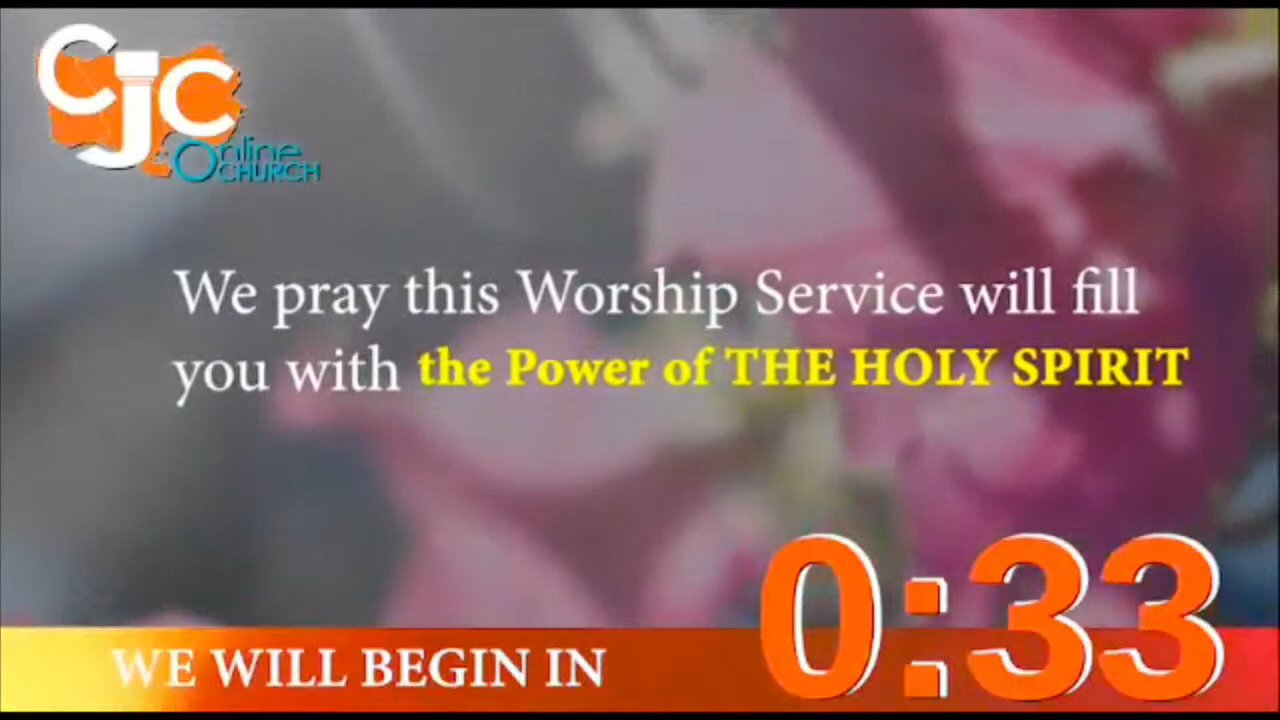 CJC
Online
CHURCH
We pray this Worship Service will fill
you with the Power of THE HOLY SPIRIT
WE WILL BEGIN IN 0:33